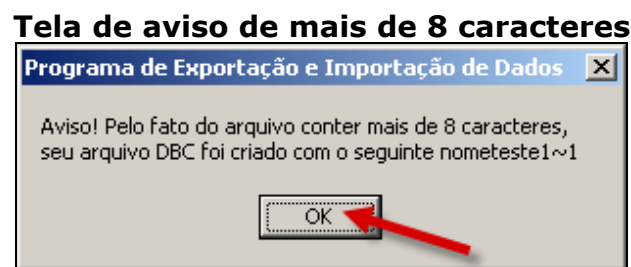 Tela de aviso de mais de 8 caracteres
Programa de Exportação e Importação de Dados
Aviso! Pelo fato do arquivo conter mais de 8 caracteres,
seu arquivo DBC foi criado com o seguinte nometeste1~1
OK